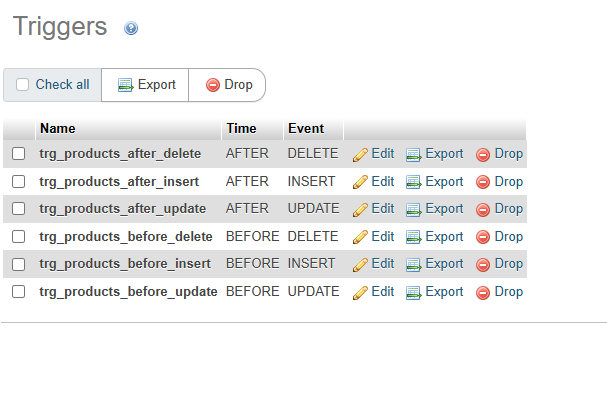 Triggers
Check all Export Drop
Name Time Event
trg_products_after_delete AFTER DELETE Edit Export Drop
trg_products_after_insert AFTER INSERT Edit Export Drop
trg_products_after_update AFTER UPDATE Edit Export Drop
trg_products_before_delete BEFORE DELETE Edit Export Drop
trg_products_before_insert BEFORE INSERT Edit Export Drop
trg_products_before_update BEFORE UPDATE Edit Export Drop